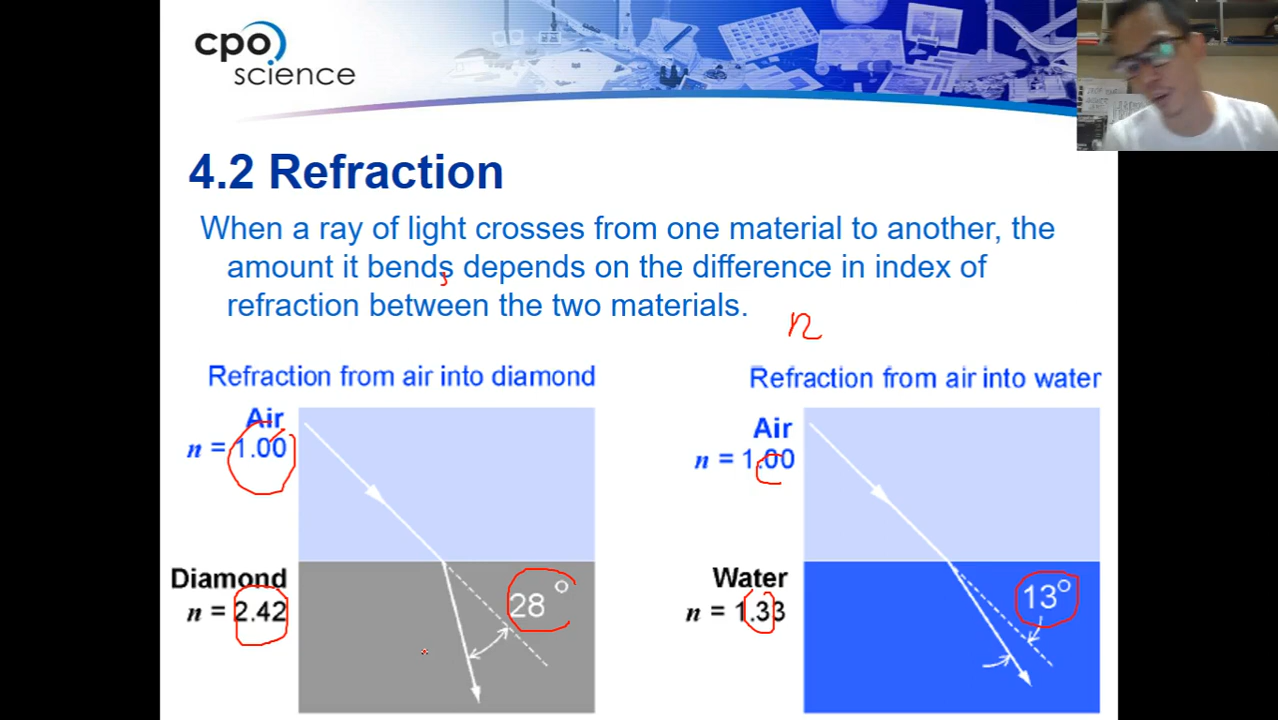 cpo
science
4.2 Refraction
When a ray of light crosses from one material to another, the
amount it bends depends on the difference in index of
refraction between the two materials.
n
Refraction from air into diamond
Refraction from air into water
Air
n = 1.00
Diamond
n = 2.42
28°
Air
n = 1.00
Water
n = 1.33
13°